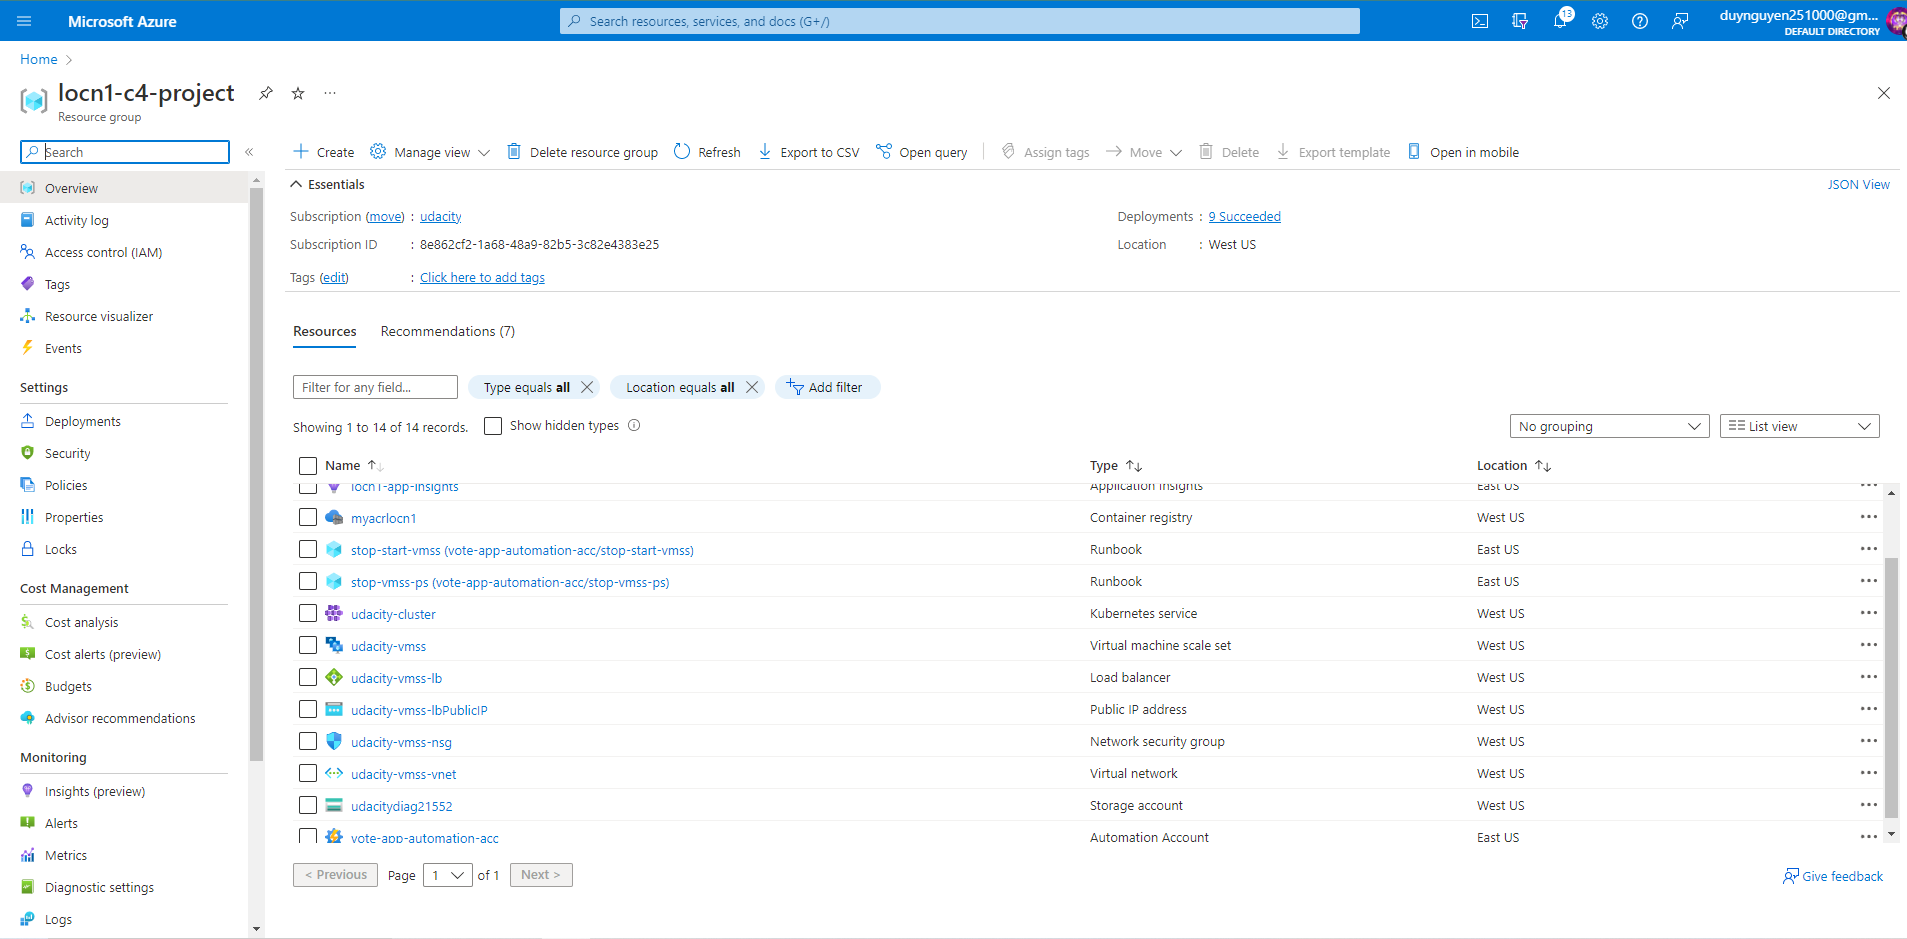 Microsoft Azure
Search resources, services, and docs (G+/)
13
duynguyen251000@gm...
DEFAULT DIRECTORY
Home
locn1-c4-project
Resource group
Search
Create
Manage view
Delete resource group
Refresh
Export to CSV
Open query
Assign tags
Move
Delete
Export template
Open in mobile
Overview
Activity log
Access control (IAM)
Tags
Resource visualizer
Events
Settings
Deployments
Security
Policies
Properties
Locks
Cost Management
Cost analysis
Cost alerts (preview)
Budgets
Advisor recommendations
Monitoring
Insights (preview)
Alerts
Metrics
Diagnostic settings
Logs
Essentials
JSON View
Subscription (move) : udacity
Deployments : 9 Succeeded
Subscription ID : 8e862cf2-1a68-48a9-82b5-3c82e4383e25
Location : West US
Tags (edit) : Click here to add tags
Resources Recommendations (7)
Filter for any field...
Type equals all
Location equals all
Add filter
Showing 1 to 14 of 14 records.
Show hidden types
No grouping
List view
Name Type Location
locn1-app-insights Application Insights East US
myacrlocn1 Container registry West US
stop-start-vmss (vote-app-automation-acc/stop-start-vmss) Runbook East US
stop-vmss-ps (vote-app-automation-acc/stop-vmss-ps) Runbook East US
udacity-cluster Kubernetes service West US
udacity-vmss Virtual machine scale set West US
udacity-vmss-lb Load balancer West US
udacity-vmss-lbPublicIP Public IP address West US
udacity-vmss-nsg Network security group West US
udacity-vmss-vnet Virtual network West US
udacitydiag21552 Storage account West US
vote-app-automation-acc Automation Account East US
< Previous Page 1 of 1 Next >
Give feedback